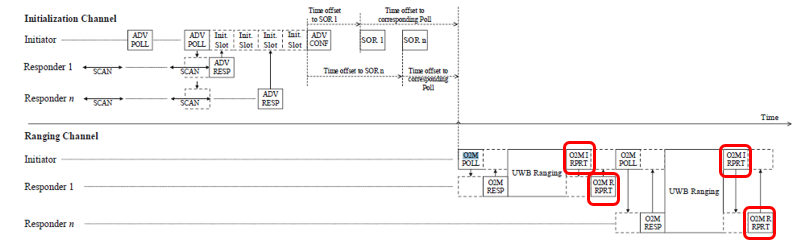 Initialization Channel
Time offset
to SOR 1
Time offset to
corresponding Poll
Initiator
ADV
POLL
ADV
POLL
Init.
Slot
Init.
Slot
Init.
Slot
Init.
Slot
ADV
CONF
SOR 1
SOR n
Responder 1
SCAN
SCAN
ADV
RESP
Time offset to SOR n
Time offset to
corresponding
Poll
Responder n
SCAN
SCAN
ADV
RESP
Time
Ranging Channel
Initiator
O2M
POLL
UWB Ranging
O2M I
RPRT
O2M
POLL
UWB Ranging
O2M I
RPRT
Responder 1
O2M
RESP
O2M R
RPRT
Responder n
O2M
RESP
O2M R
RPRT